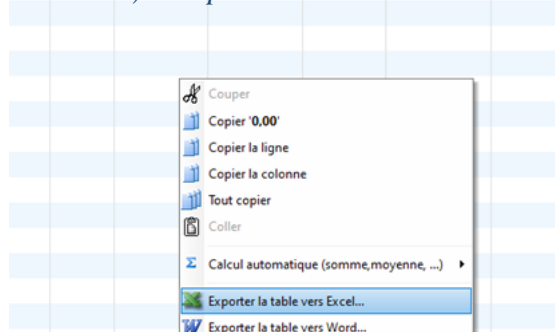 Couper
Copier '0,00'
Copier la ligne
Copier la colonne
Tout copier
Coller
Σ Calcul automatique (somme,moyenne, ...)
Exporter la table vers Excel...
Exporter la table vers Word...